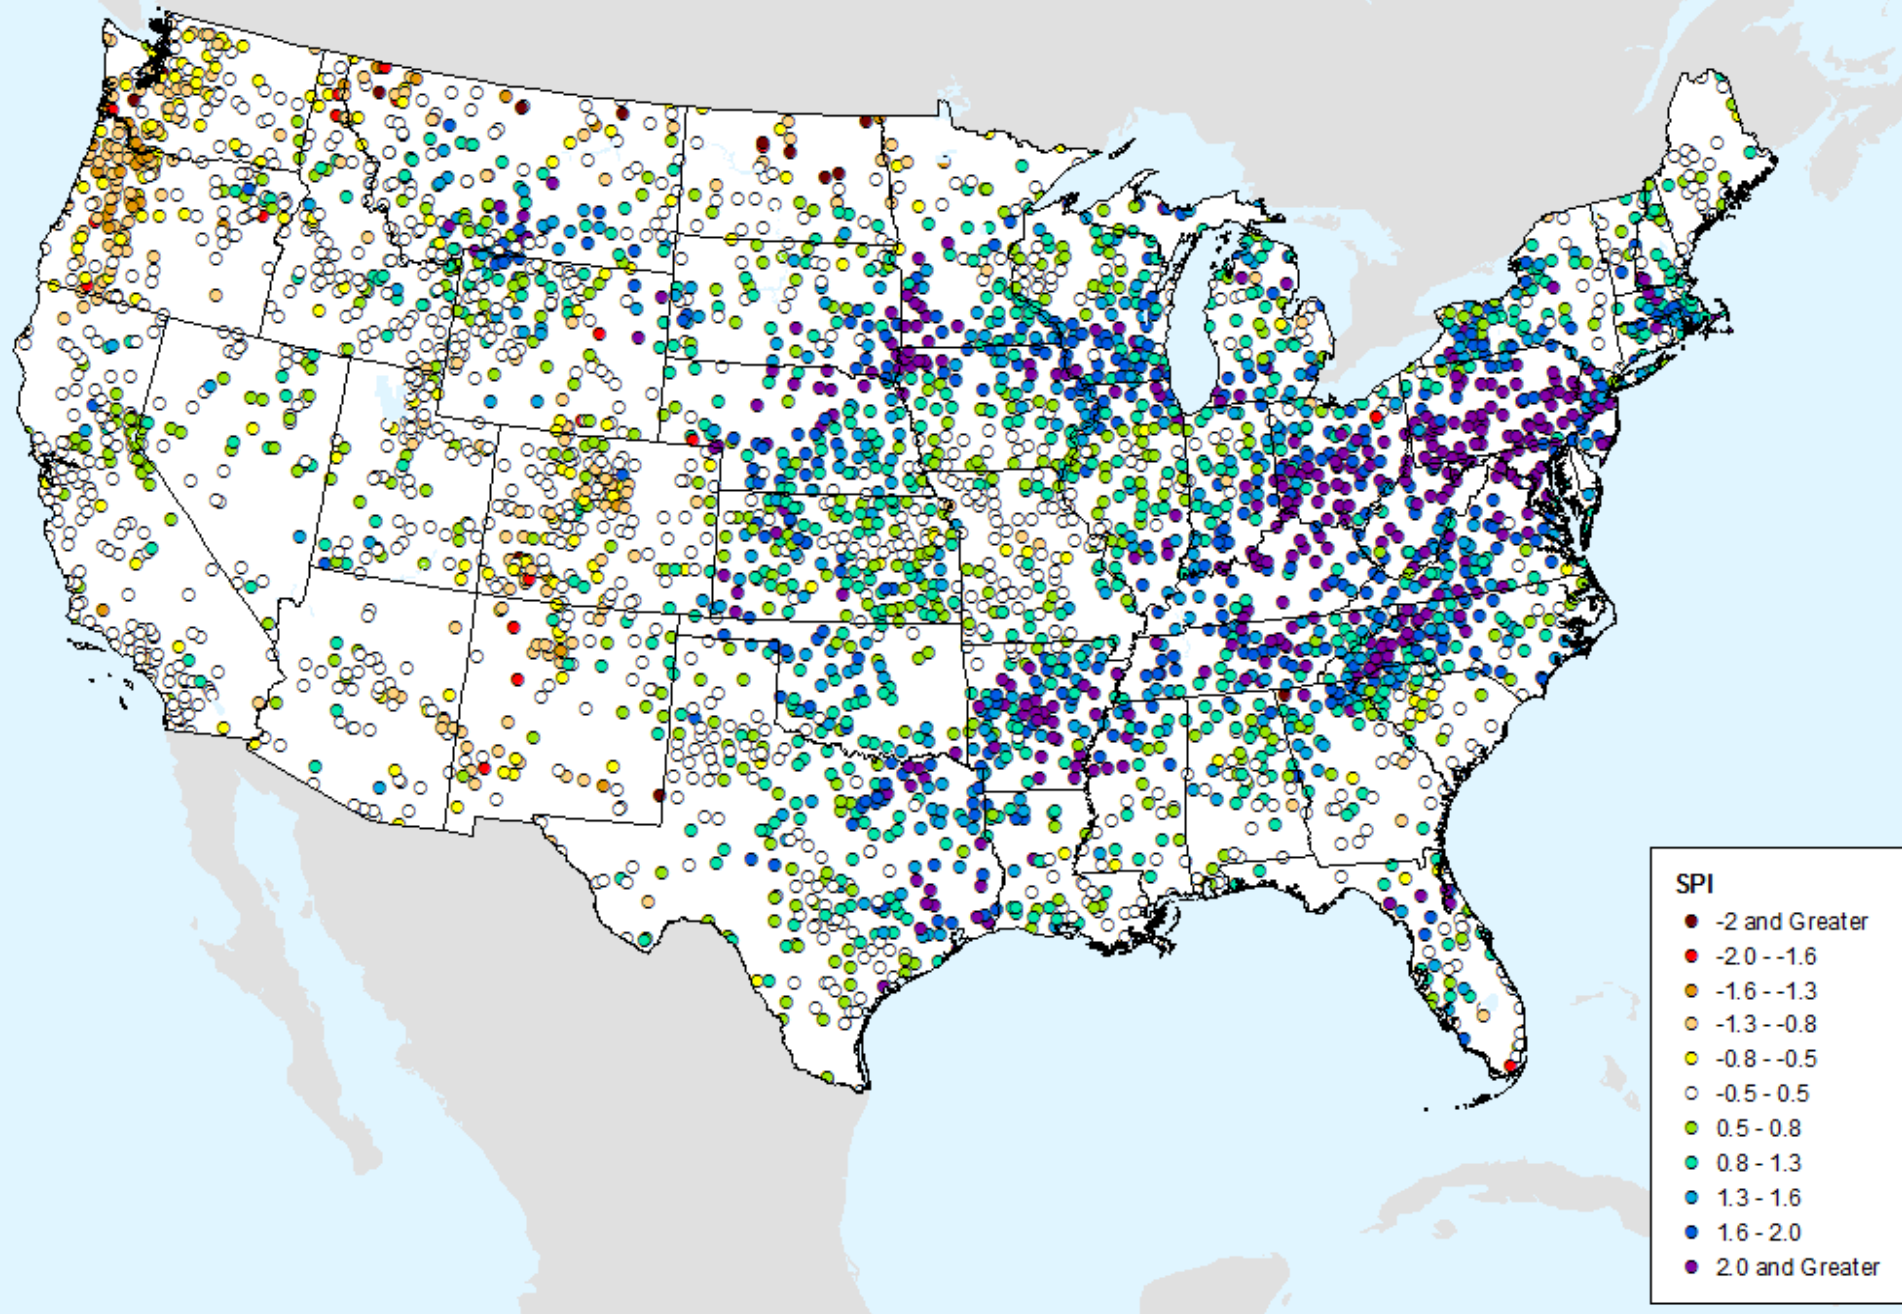 SPI
-2 and Greater
-2.0 - -1.6
-1.6 - -1.3
-1.3 - -0.8
-0.8 - -0.5
-0.5 - 0.5
0.5 - 0.8
0.8 - 1.3
1.3 - 1.6
1.6 - 2.0
2.0 and Greater